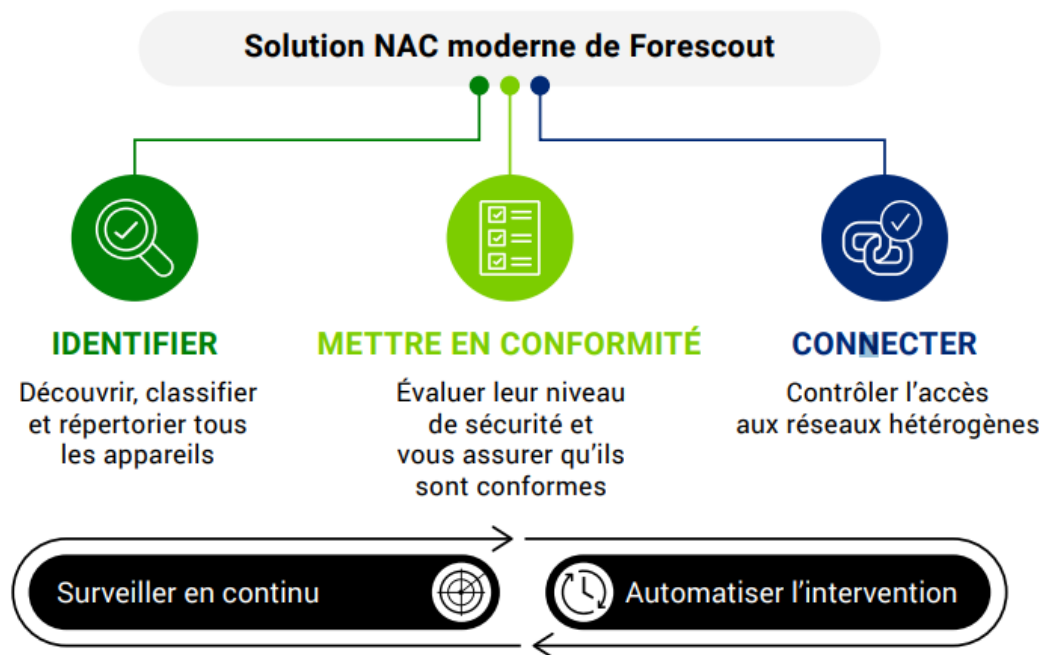 Solution NAC moderne de Forescout
IDENTIFIER
Découvrir, classifier
et répertorier tous
les appareils
METTRE EN CONFORMITÉ
Évaluer leur niveau
de sécurité et
vous assurer qu'ils
sont conformes
CONNECTER
Contrôler l'accès
aux réseaux hétérogènes
Surveiller en continu
Automatiser l'intervention